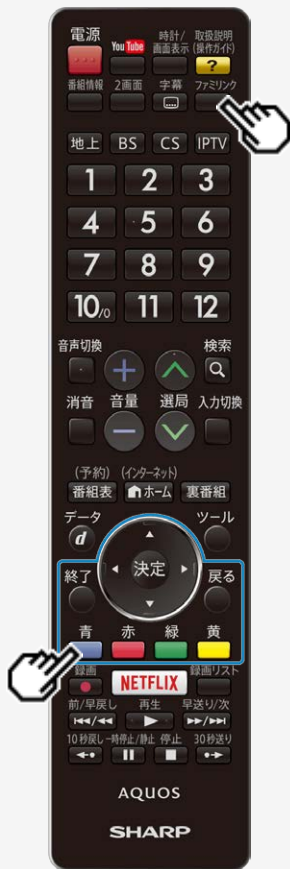 電源 You Tube 時計/画面表示 取扱説明(操作ガイド)
?
番組情報 2画面 字幕 ファミリンク
地上 BS CS IPTV
1 2 3
4 5 6
7 8 9
10/0 11 12
音声切換 検索
消音 音量 選局 入力切換
(予約) (インターネット)
番組表 ホーム 裏番組
データ ツール
d
決定
終了 戻る
青 赤 緑 黄
録画 NETFLIX 録画リスト
前/早戻し 再生 早送り/次
10秒戻し 一時停止/静止 停止 30秒送り
AQUOS
SHARP